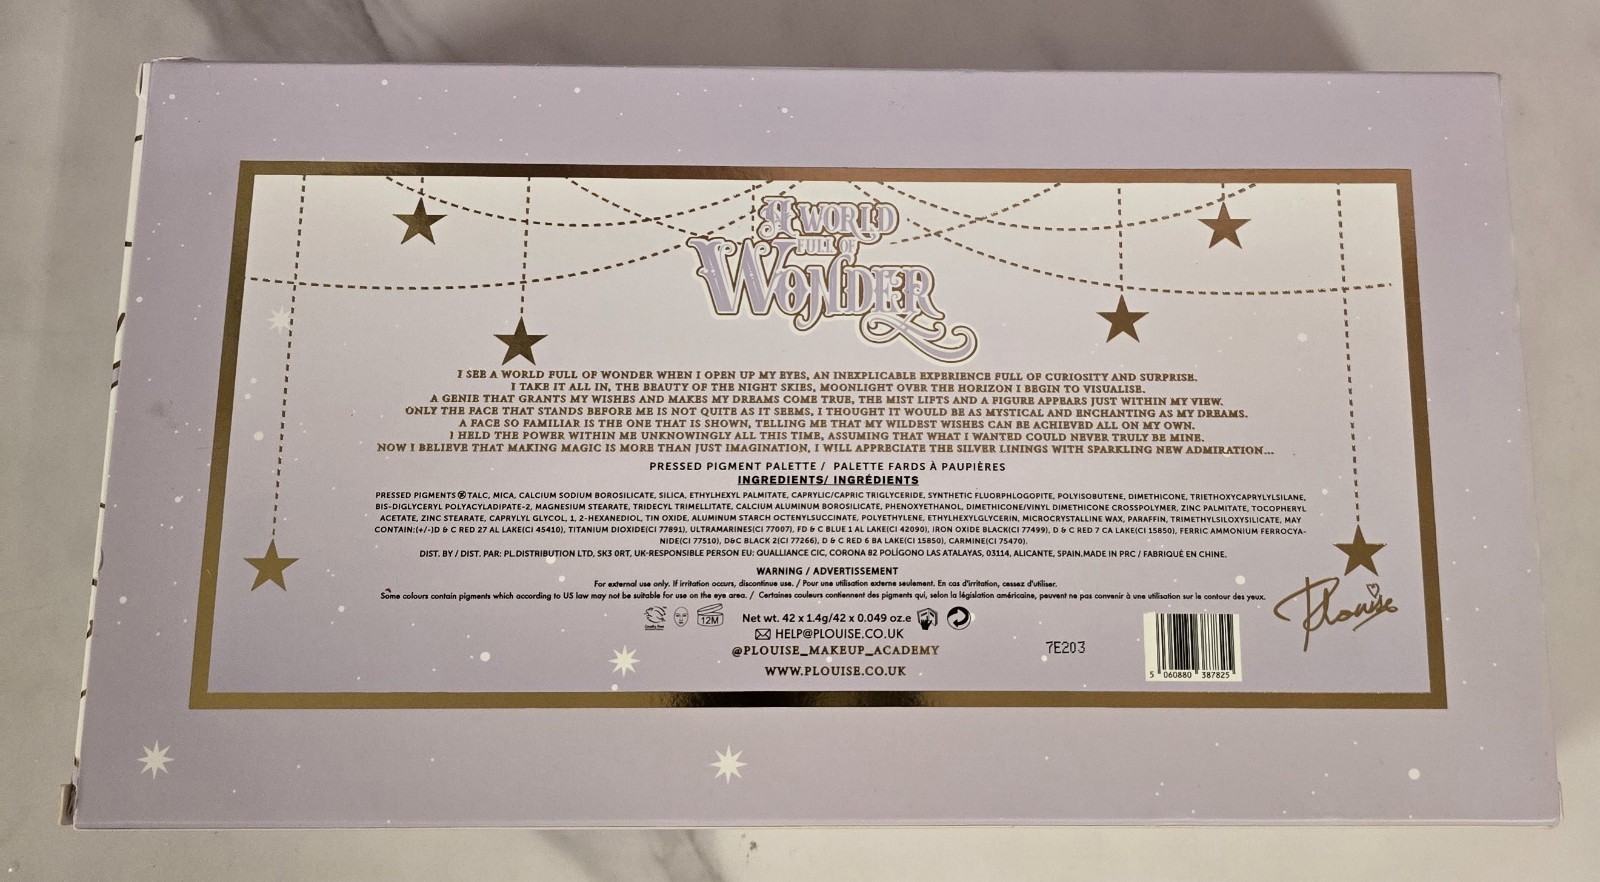 A WORLD
FULL OF
WONDER
I SEE A WORLD FULL OF WONDER WHEN I OPEN UP MY EYES, AN INEXPLICABLE EXPERIENCE FULL OF CURIOSITY AND SURPRISE.
I TAKE IT ALL IN, THE BEAUTY OF THE NIGHT SKIES, MOONLIGHT OVER THE HORIZON I BEGIN TO VISUALISE.
A GENIE THAT GRANTS MY WISHES AND MAKES MY DREAMS COME TRUE, THE MIST LIFTS AND A FIGURE APPEARS JUST WITHIN MY VIEW.
ONLY THE FACE THAT STANDS BEFORE ME IS NOT QUITE AS IT SEEMS, I THOUGHT IT WOULD BE AS MYSTICAL AND ENCHANTING AS MY DREAMS.
A FACE SO FAMILIAR IS THE ONE THAT IS SHOWN, TELLING ME THAT MY WILDEST WISHES CAN BE ACHIEVED ALL ON MY OWN.
I HELD THE POWER WITHIN ME UNKNOWINGLY ALL THIS TIME, ASSUMING THAT WHAT I WANTED COULD NEVER TRULY BE MINE.
NOW I BELIEVE THAT MAKING MAGIC IS MORE THAN JUST IMAGINATION, I WILL APPRECIATE THE SILVER LININGS WITH SPARKLING NEW ADMIRATION...
PRESSED PIGMENT PALETTE / PALETTE FARDS À PAUPIÈRES
INGREDIENTS/ INGRÉDIENTS
PRESSED PIGMENTS TALC, MICA, CALCIUM SODIUM BOROSILICATE, SILICA, ETHYLHEXYL PALMITATE, CAPRYLIC/CAPRIC TRIGLYCERIDE, SYNTHETIC FLUORPHLOGOPITE, POLYISOBUTENE, DIMETHICONE, TRIETHOXYCAPRYLYLSILANE,
BIS-DIGLYCERYL POLYACYLADIPATE-2, MAGNESIUM STEARATE, TRIDECYL TRIMELLITATE, CALCIUM ALUMINUM BOROSILICATE, PHENOXYETHANOL, DIMETHICONE/VINYL DIMETHICONE CROSSPOLYMER, ZINC PALMITATE, TOCOPHERYL
ACETATE, ZINC STEARATE, CAPRYLYL GLYCOL, 1, 2-HEXANEDIOL, TIN OXIDE, ALUMINUM STARCH OCTENYLSUCCINATE, POLYETHYLENE, ETHYLHEXYLGLYCERIN, MICROCRYSTALLINE WAX, PARAFFIN, TRIMETHYLSILOXYSILICATE, MAY
CONTAIN:(+/-)D & C RED 27 AL LAKE(CI 45410), TITANIUM DIOXIDE(CI 77891), ULTRAMARINES(CI 77007), FD & C BLUE 1 AL LAKE(CI 42090), IRON OXIDE BLACK(CI 77499), D & C RED 7 CA LAKE(CI 15850), FERRIC AMMONIUM FERROCYA-
NIDE(CI 77510), D&C BLACK 2(CI 77266), D & C RED 6 BA LAKE(CI 15850), CARMINE(CI 75470).
DIST. BY / DIST. PAR: PL.DISTRIBUTION LTD, SK3 0RT, UK-RESPONSIBLE PERSON EU: QUALLIANCE CIC, CORONA 82 POLÍGONO LAS ATALAYAS, 03114, ALICANTE, SPAIN.MADE IN PRC / FABRIQUÉ EN CHINE.
WARNING / ADVERTISSEMENT
For external use only. If irritation occurs, discontinue use. / Pour une utilisation externe seulement. En cas d'irritation, cessez d'utiliser.
Some colours contain pigments which according to US law may not be suitable for use on the eye area. / Certaines couleurs contiennent des pigments qui, selon la législation américaine, peuvent ne pas convenir à une utilisation sur le contour des yeux.
Cruelty free
12M
Net wt. 42 x 1.4g/42 x 0.049 oz.e
HELP@PLOUISE.CO.UK
@PLOUISE_MAKEUP_ACADEMY
WWW.PLOUISE.CO.UK
7E203
5 060880 387825
PLouise